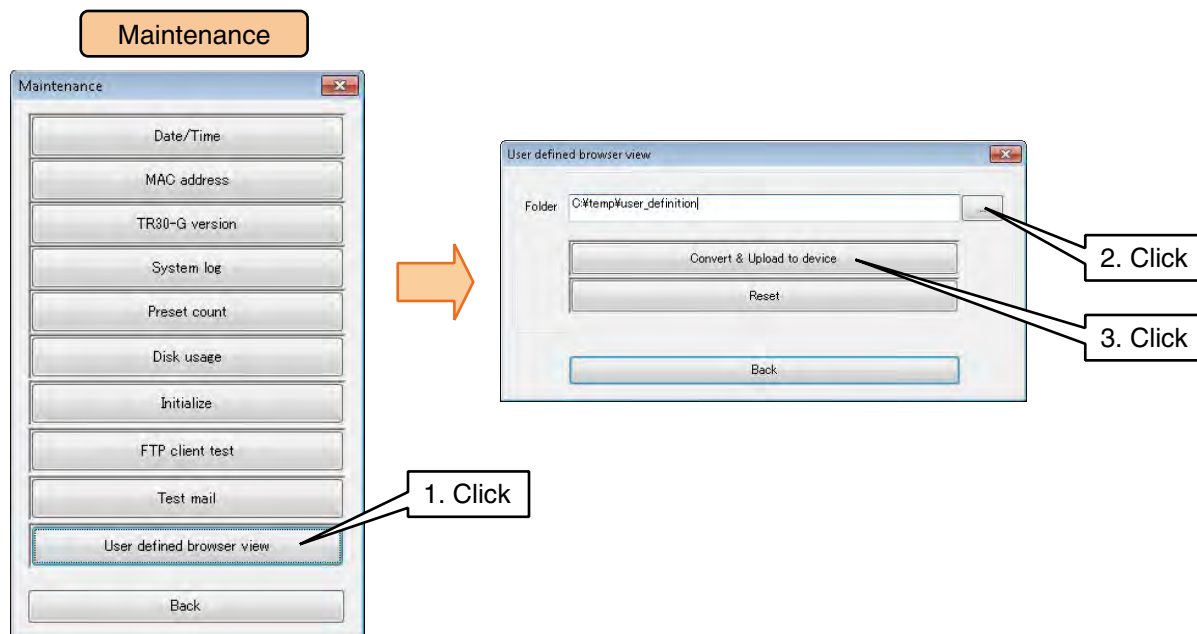 Maintenance
Maintenance
Date/Time
MAC address
TR30-G version
System log
Preset count
Disk usage
Initialize
FTP client test
Test mail
User defined browser view
Back
1. Click
User defined browser view
Folder C:¥temp¥user_definition
...
Convert & Upload to device
Reset
Back
2. Click
3. Click